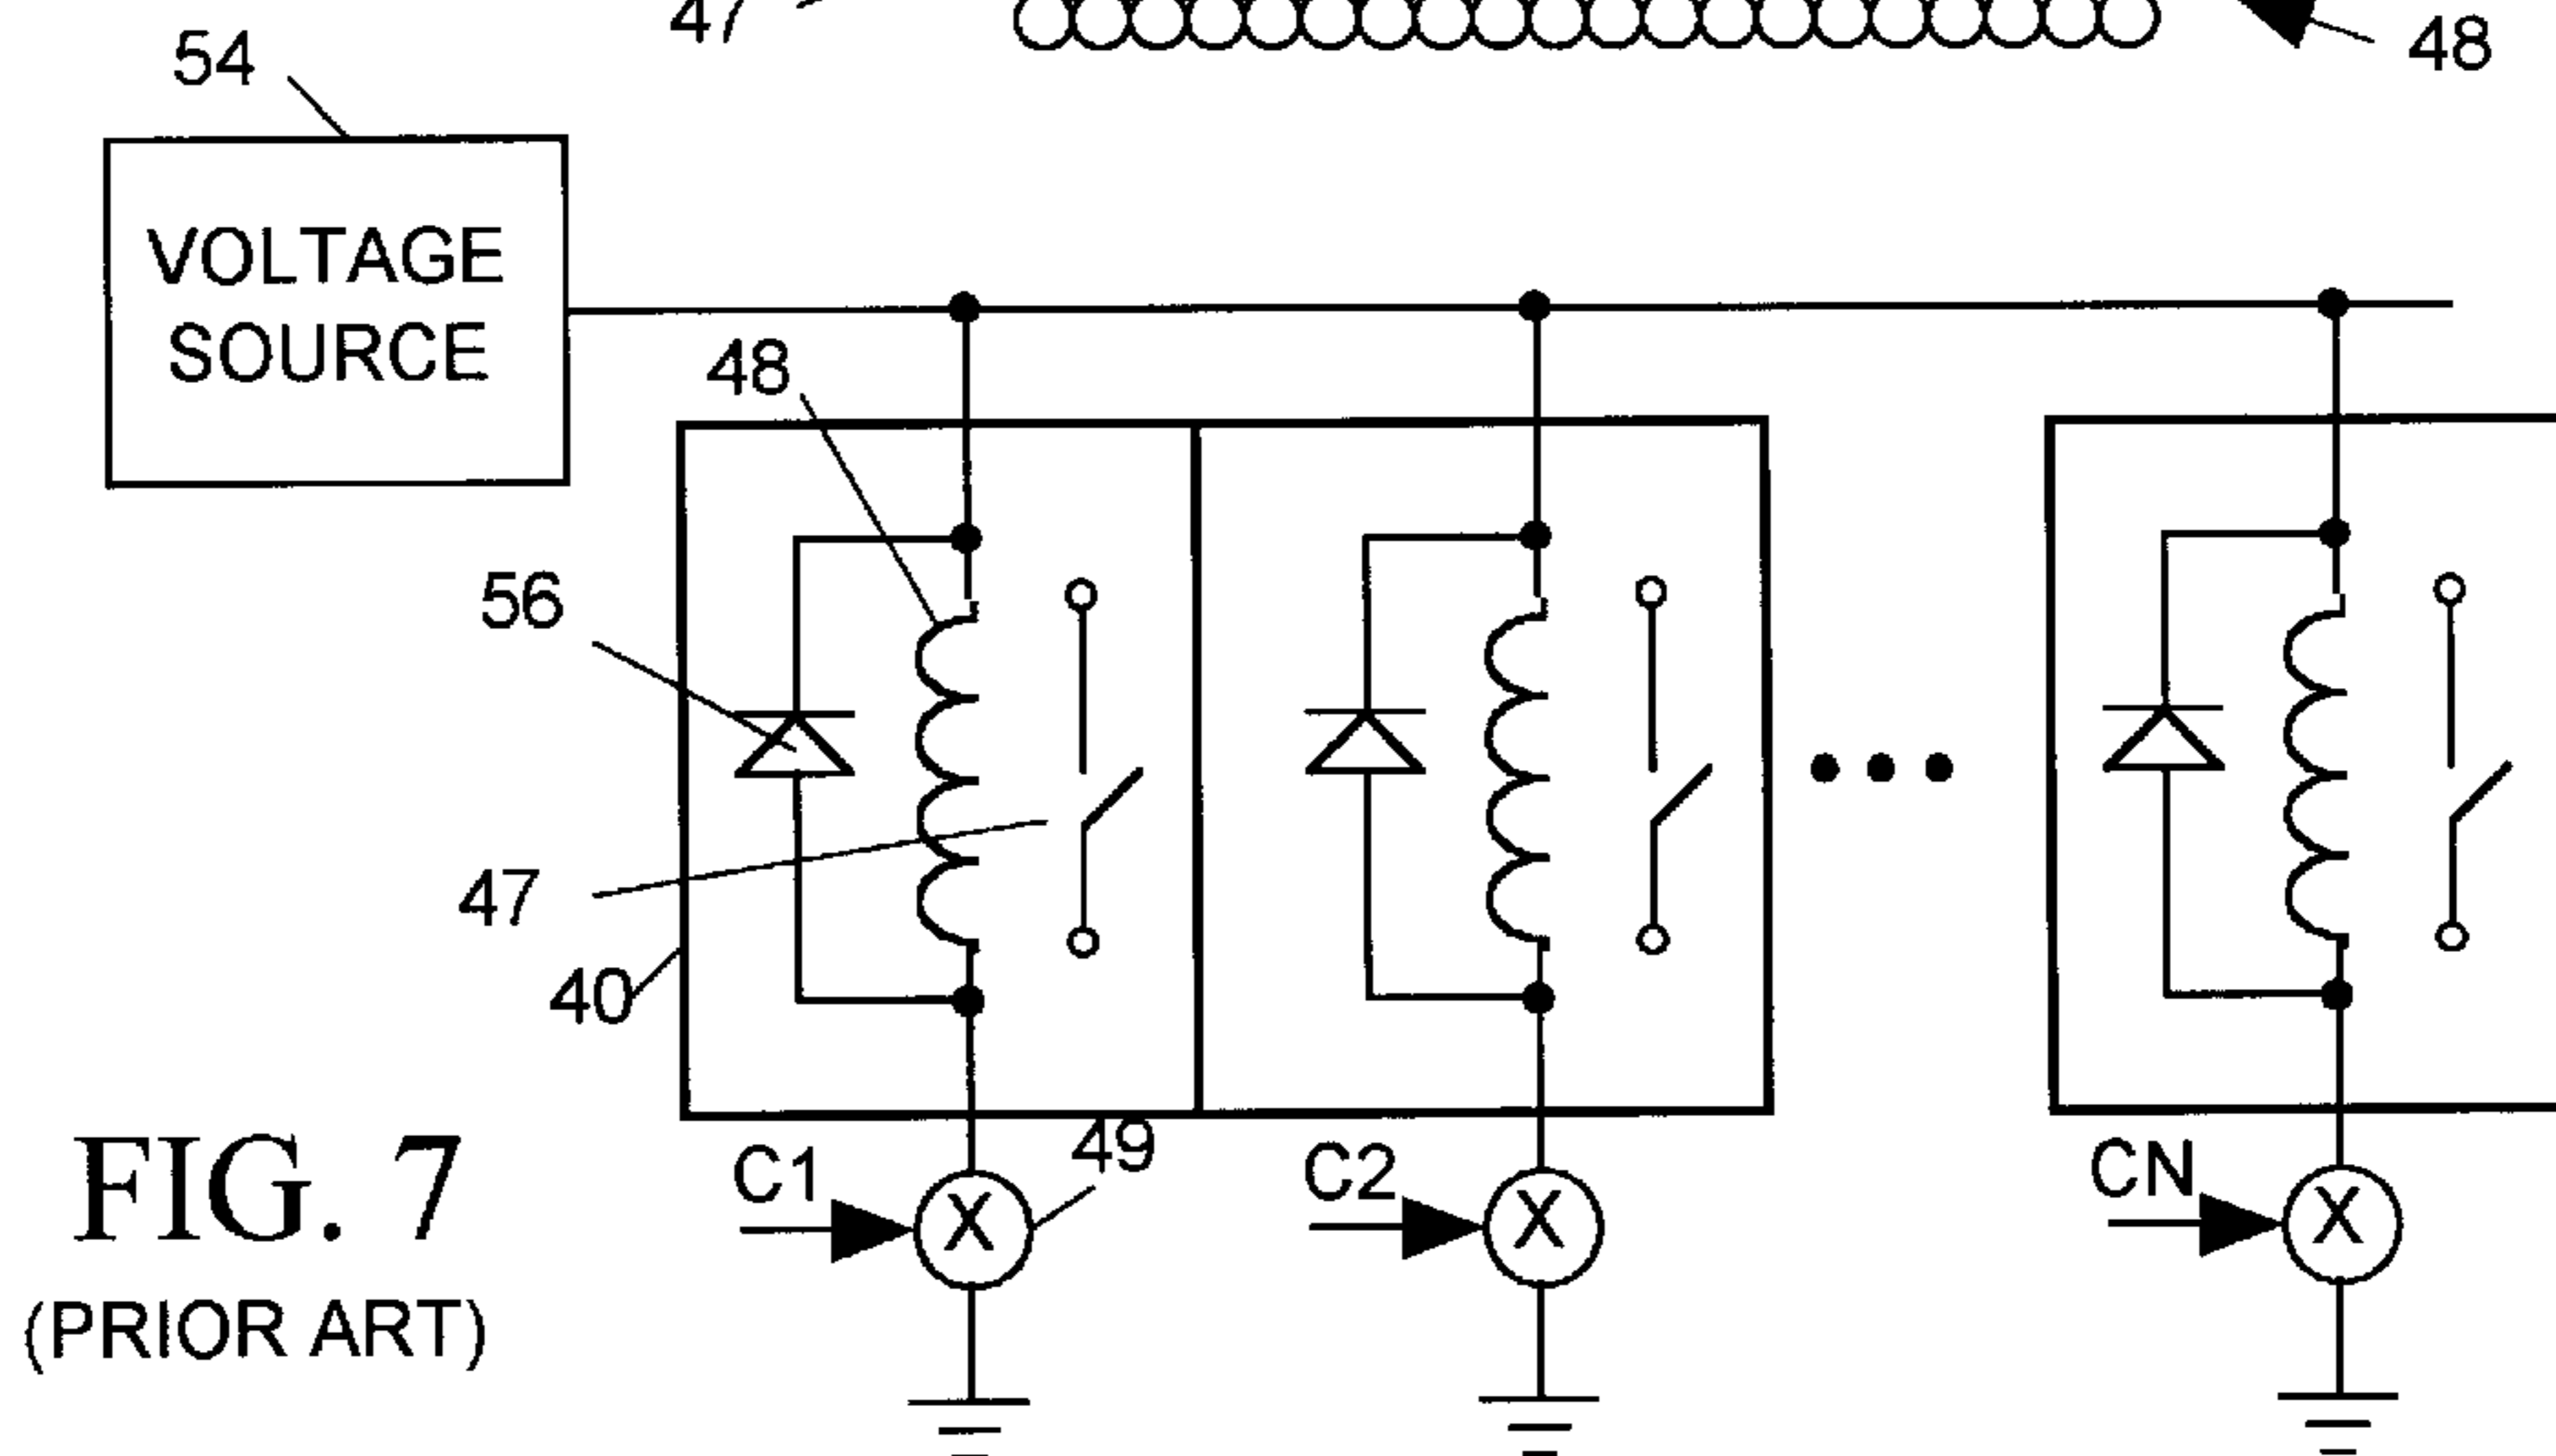 47
48
54
VOLTAGE
SOURCE
48
56
47
40
49
C1
C2
CN
X
X
X
FIG. 7
(PRIOR ART)